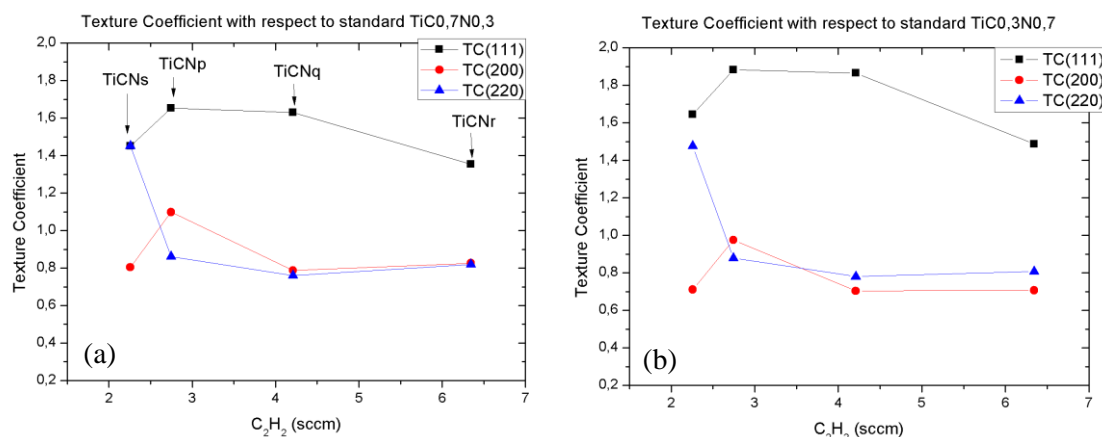 Texture Coefficient with respect to standard TiC0,7N0,3
2,0
1,8
1,6
1,4
1,2
1,0
0,8
0,6
0,4
0,2
Texture Coefficient
TC(111)
TC(200)
TC(220)
TiCNs
TiCNp
TiCNq
TiCNr
(a)
2 3 4 5 6 7
C₂H₂ (sccm)
Texture Coefficient with respect to standard TiC0,3N0,7
2,0
1,8
1,6
1,4
1,2
1,0
0,8
0,6
0,4
0,2
Texture Coefficient
TC(111)
TC(200)
TC(220)
(b)
2 3 4 5 6 7
C₂H₂ (sccm)